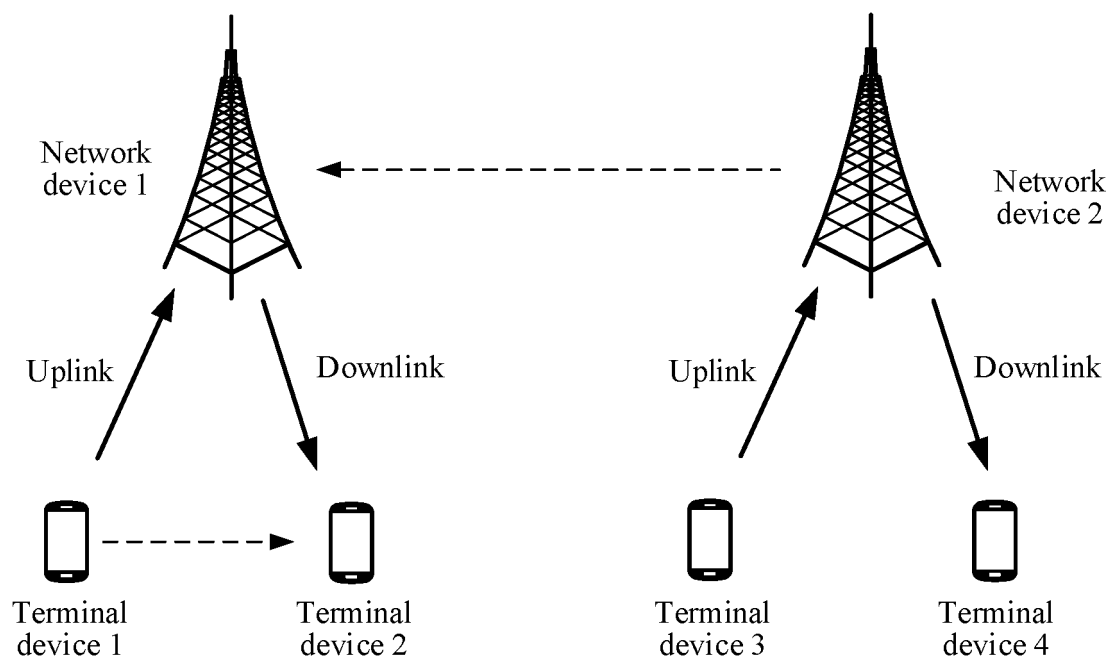 Network
device 1
Network
device 2
Uplink
Downlink
Uplink
Downlink
Terminal
device 1
Terminal
device 2
Terminal
device 3
Terminal
device 4